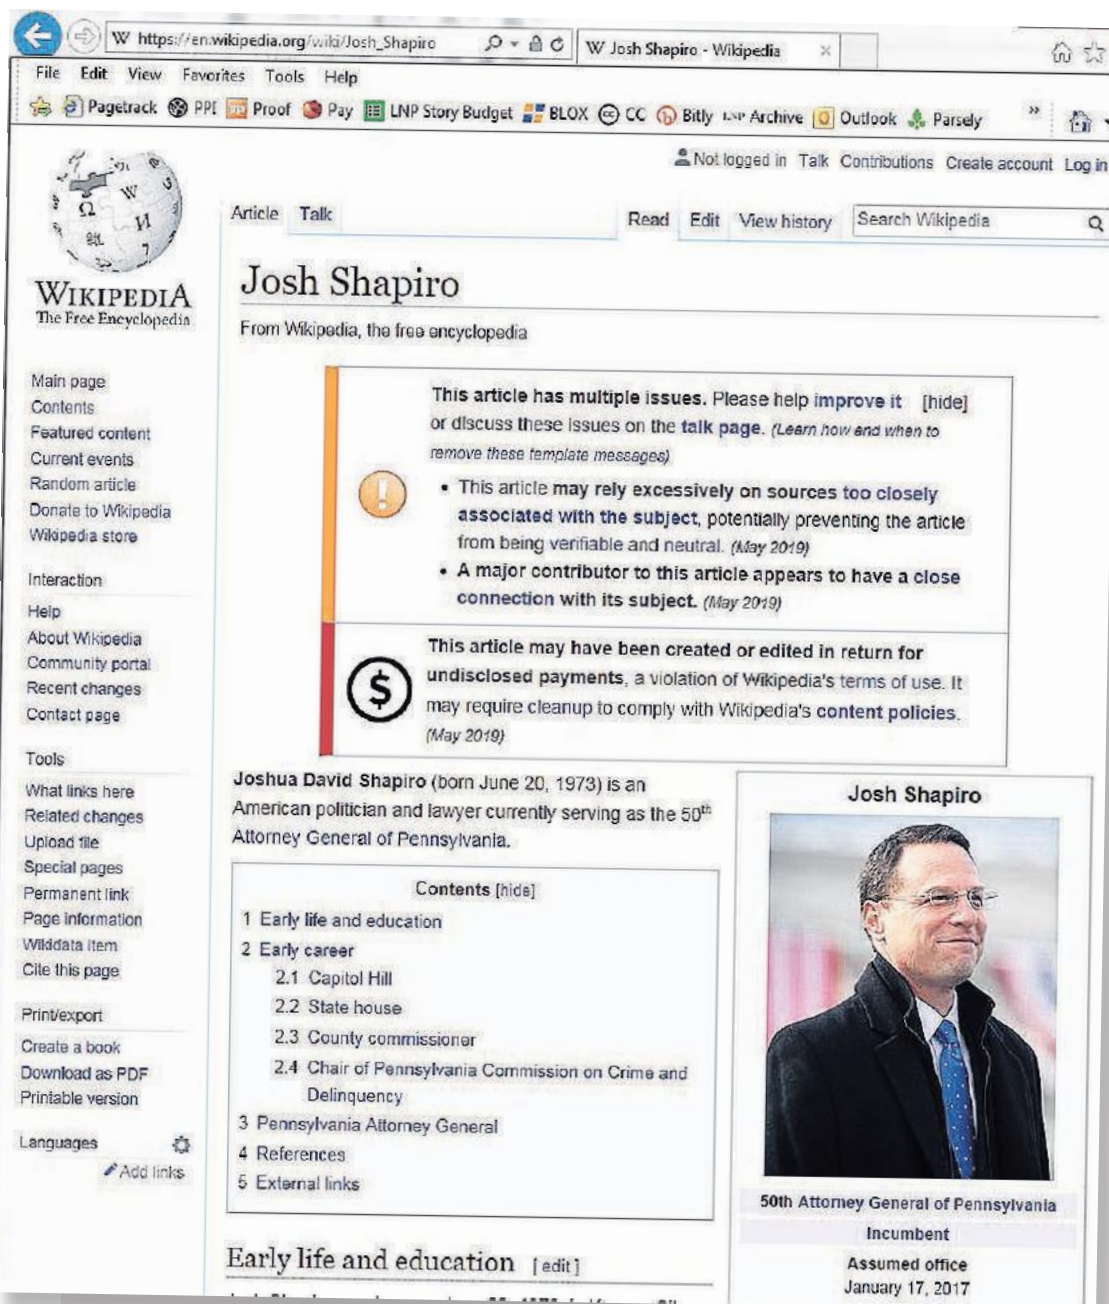 W https://en.wikipedia.org/wiki/Josh_Shapiro
W Josh Shapiro - Wikipedia
File Edit View Favorites Tools Help
Pagetrack PPI Proof Pay LNP Story Budget BLOX CC Bitly LNP Archive Outlook Parsely »
Not logged in Talk Contributions Create account Log in
Article Talk Read Edit View history Search Wikipedia
WIKIPEDIA
The Free Encyclopedia
Main page
Contents
Featured content
Current events
Random article
Donate to Wikipedia
Wikipedia store
Interaction
Help
About Wikipedia
Community portal
Recent changes
Contact page
Tools
What links here
Related changes
Upload file
Special pages
Permanent link
Page information
Wikidata item
Cite this page
Print/export
Create a book
Download as PDF
Printable version
Languages
Add links
Josh Shapiro
From Wikipedia, the free encyclopedia
This article has multiple issues. Please help improve it [hide]
or discuss these issues on the talk page. (Learn how and when to
remove these template messages)
• This article may rely excessively on sources too closely
associated with the subject, potentially preventing the article
from being verifiable and neutral. (May 2019)
• A major contributor to this article appears to have a close
connection with its subject. (May 2019)
$
This article may have been created or edited in return for
undisclosed payments, a violation of Wikipedia's terms of use. It
may require cleanup to comply with Wikipedia's content policies.
(May 2019)
Joshua David Shapiro (born June 20, 1973) is an
American politician and lawyer currently serving as the 50th
Attorney General of Pennsylvania.
Contents [hide]
1 Early life and education
2 Early career
2.1 Capitol Hill
2.2 State house
2.3 County commissioner
2.4 Chair of Pennsylvania Commission on Crime and
Delinquency
3 Pennsylvania Attorney General
4 References
5 External links
Early life and education [edit]
Josh Shapiro
50th Attorney General of Pennsylvania
Incumbent
Assumed office
January 17, 2017